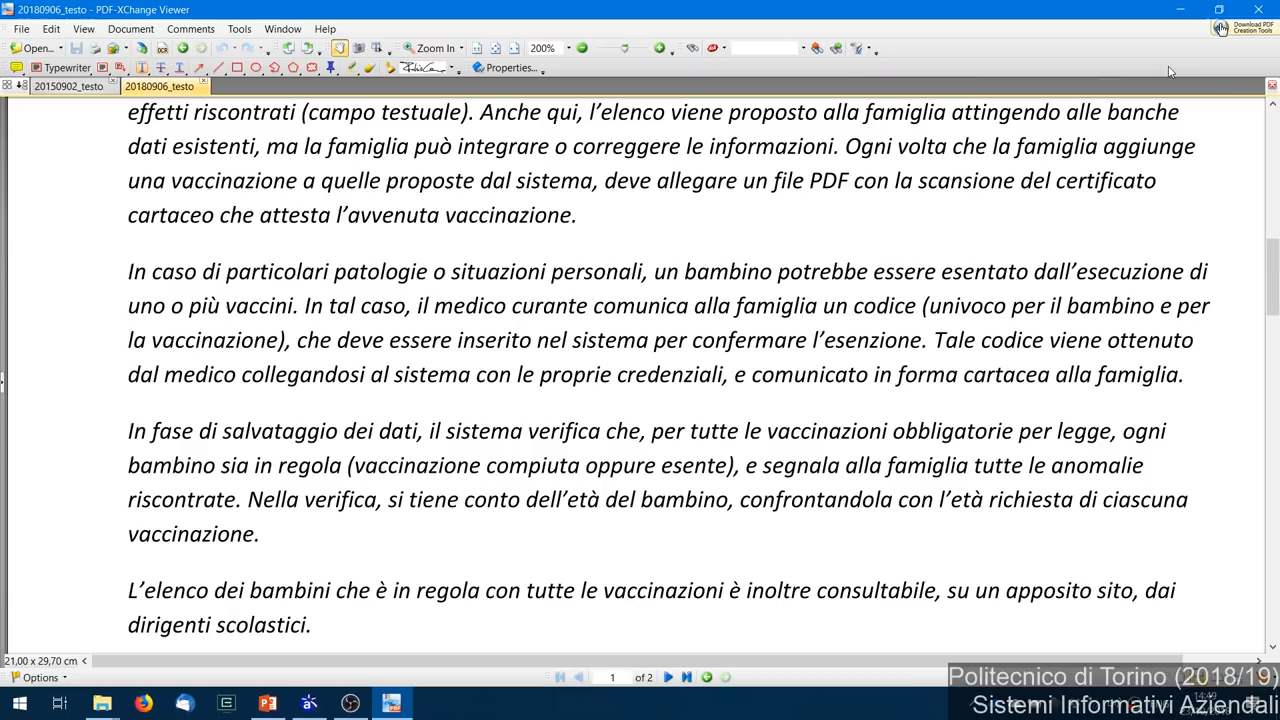 20180906_testo - PDF-XChange Viewer
File Edit View Document Comments Tools Window Help
Download PDF
Creation Tools
Open... OCR Zoom In 200%
Typewriter Properties...
20150902_testo 20180906_testo
effetti riscontrati (campo testuale). Anche qui, l’elenco viene proposto alla famiglia attingendo alle banche
dati esistenti, ma la famiglia può integrare o correggere le informazioni. Ogni volta che la famiglia aggiunge
una vaccinazione a quelle proposte dal sistema, deve allegare un file PDF con la scansione del certificato
cartaceo che attesta l’avvenuta vaccinazione.
In caso di particolari patologie o situazioni personali, un bambino potrebbe essere esentato dall’esecuzione di
uno o più vaccini. In tal caso, il medico curante comunica alla famiglia un codice (univoco per il bambino e per
la vaccinazione), che deve essere inserito nel sistema per confermare l’esenzione. Tale codice viene ottenuto
dal medico collegandosi al sistema con le proprie credenziali, e comunicato in forma cartacea alla famiglia.
In fase di salvataggio dei dati, il sistema verifica che, per tutte le vaccinazioni obbligatorie per legge, ogni
bambino sia in regola (vaccinazione compiuta oppure esente), e segnala alla famiglia tutte le anomalie
riscontrate. Nella verifica, si tiene conto dell’età del bambino, confrontandola con l’età richiesta di ciascuna
vaccinazione.
L’elenco dei bambini che è in regola con tutte le vaccinazioni è inoltre consultabile, su un apposito sito, dai
dirigenti scolastici.
21,00 x 29,70 cm
Options 1 of 2
Politecnico di Torino (2018/19)
Sistemi Informativi Aziendali